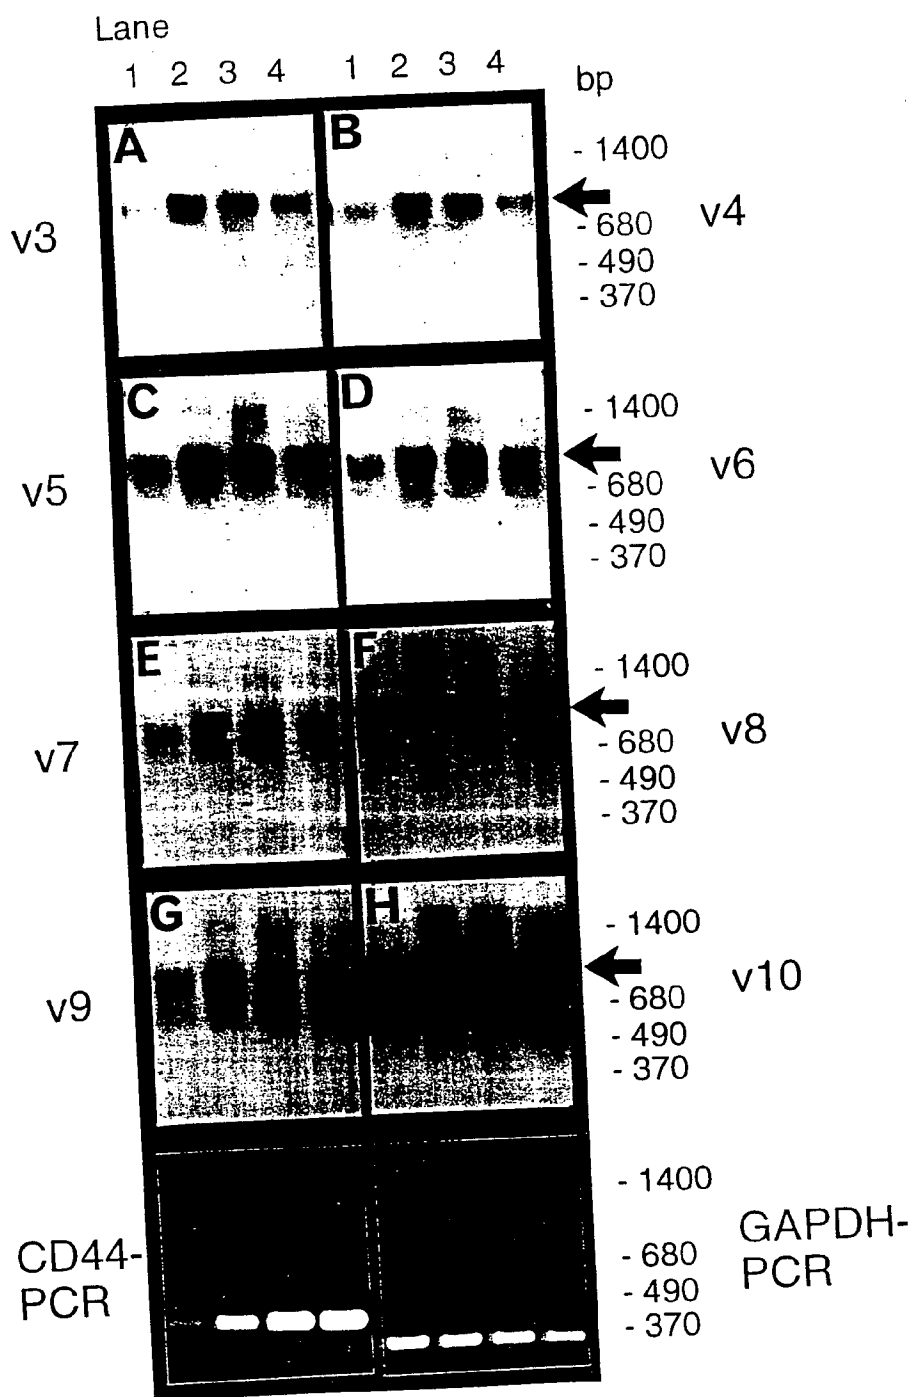 Lane
1 2 3 4 1 2 3 4 bp
A B
- 1400
- 680
- 490
- 370
v3 v4
C D
- 1400
- 680
- 490
- 370
v5 v6
E F
- 1400
- 680
- 490
- 370
v7 v8
G H
- 1400
- 680
- 490
- 370
v9 v10
- 1400
- 680
- 490
- 370
CD44-
PCR
GAPDH-
PCR